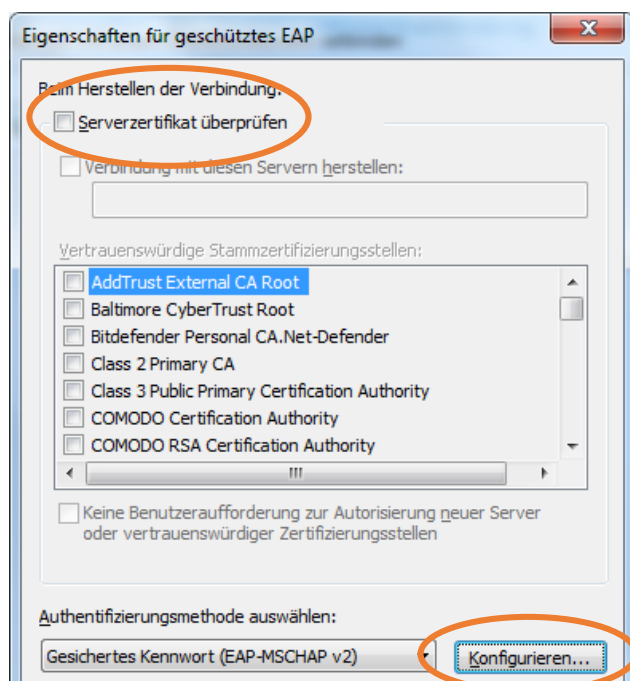 Eigenschaften für geschütztes EAP
Beim Herstellen der Verbindung:
Serverzertifikat überprüfen
Verbindung mit diesen Servern herstellen:
Vertrauenswürdige Stammzertifizierungsstellen:
AddTrust External CA Root
Baltimore CyberTrust Root
Bitdefender Personal CA.Net-Defender
Class 2 Primary CA
Class 3 Public Primary Certification Authority
COMODO Certification Authority
COMODO RSA Certification Authority
Keine Benutzeraufforderung zur Autorisierung neuer Server
oder vertrauenswürdiger Zertifizierungsstellen
Authentifizierungsmethode auswählen:
Gesichertes Kennwort (EAP-MSCHAP v2)
Konfigurieren...